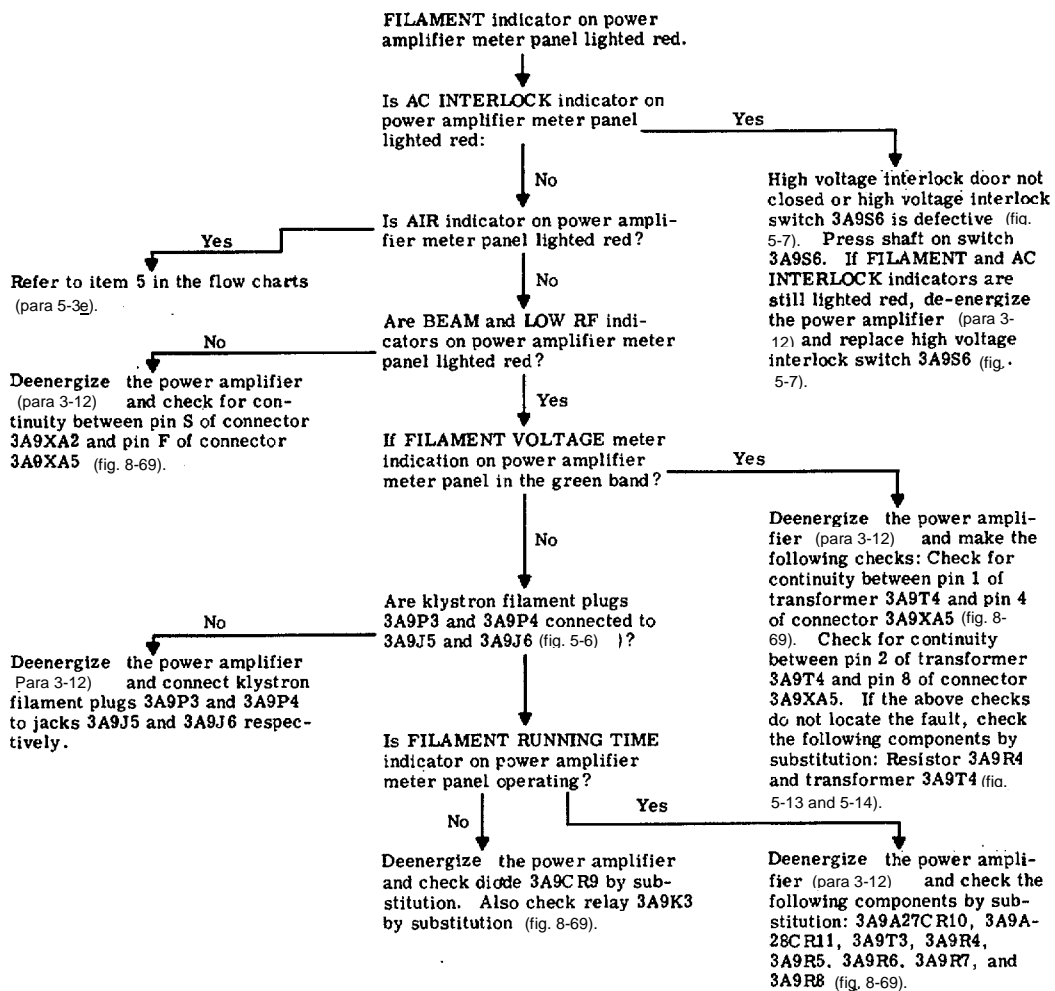 FILAMENT indicator on power
amplifier meter panel lighted red.
Is AC INTERLOCK indicator on
power amplifier meter panel
lighted red:
Yes
No
High voltage interlock door not
closed or high voltage interlock
switch 3A9S6 is defective (fig.
5-7). Press shaft on switch
3A9S6. If FILAMENT and AC
INTERLOCK indicators are
still lighted red, de-energize
the power amplifier (para 3-
12) and replace high voltage
interlock switch 3A9S6 (fig.
5-7).
Is AIR indicator on power ampli-
fier meter panel lighted red?
Yes
Refer to item 5 in the flow charts
(para 5-3e).
No
Are BEAM and LOW RF indi-
cators on power amplifier meter
panel lighted red?
No
Deenergize the power amplifier
(para 3-12) and check for con-
tinuity between pin S of connector
3A9XA2 and pin F of connector
3A9XA5 (fig. 8-69).
Yes
If FILAMENT VOLTAGE meter
indication on power amplifier
meter panel in the green band?
Yes
Deenergize the power ampli-
fier (para 3-12) and make the
following checks: Check for
continuity between pin 1 of
transformer 3A9T4 and pin 4
of connector 3A9XA5 (fig. 8-
69). Check for continuity
between pin 2 of transformer
3A9T4 and pin 8 of connector
3A9XA5. If the above checks
do not locate the fault, check
the following components by
substitution: Resistor 3A9R4
and transformer 3A9T4 (fig.
5-13 and 5-14).
No
Are klystron filament plugs
3A9P3 and 3A9P4 connected to
3A9J5 and 3A9J6 (fig. 5-6) )?
No
Deenergize the power amplifier
Para 3-12) and connect klystron
filament plugs 3A9P3 and 3A9P4
to jacks 3A9J5 and 3A9J6 respec-
tively.
Is FILAMENT RUNNING TIME
indicator on power amplifier
meter panel operating?
No
Yes
Deenergize the power amplifier
and check diode 3A9CR9 by sub-
stitution. Also check relay 3A9K3
by substitution (fig. 8-69).
Deenergize the power ampli-
fier (para 3-12) and check the
following components by sub-
stitution: 3A9A27CR10, 3A9A-
28CR11, 3A9T3, 3A9R4,
3A9R5. 3A9R6. 3A9R7, and
3A9R8 (fig. 8-69).